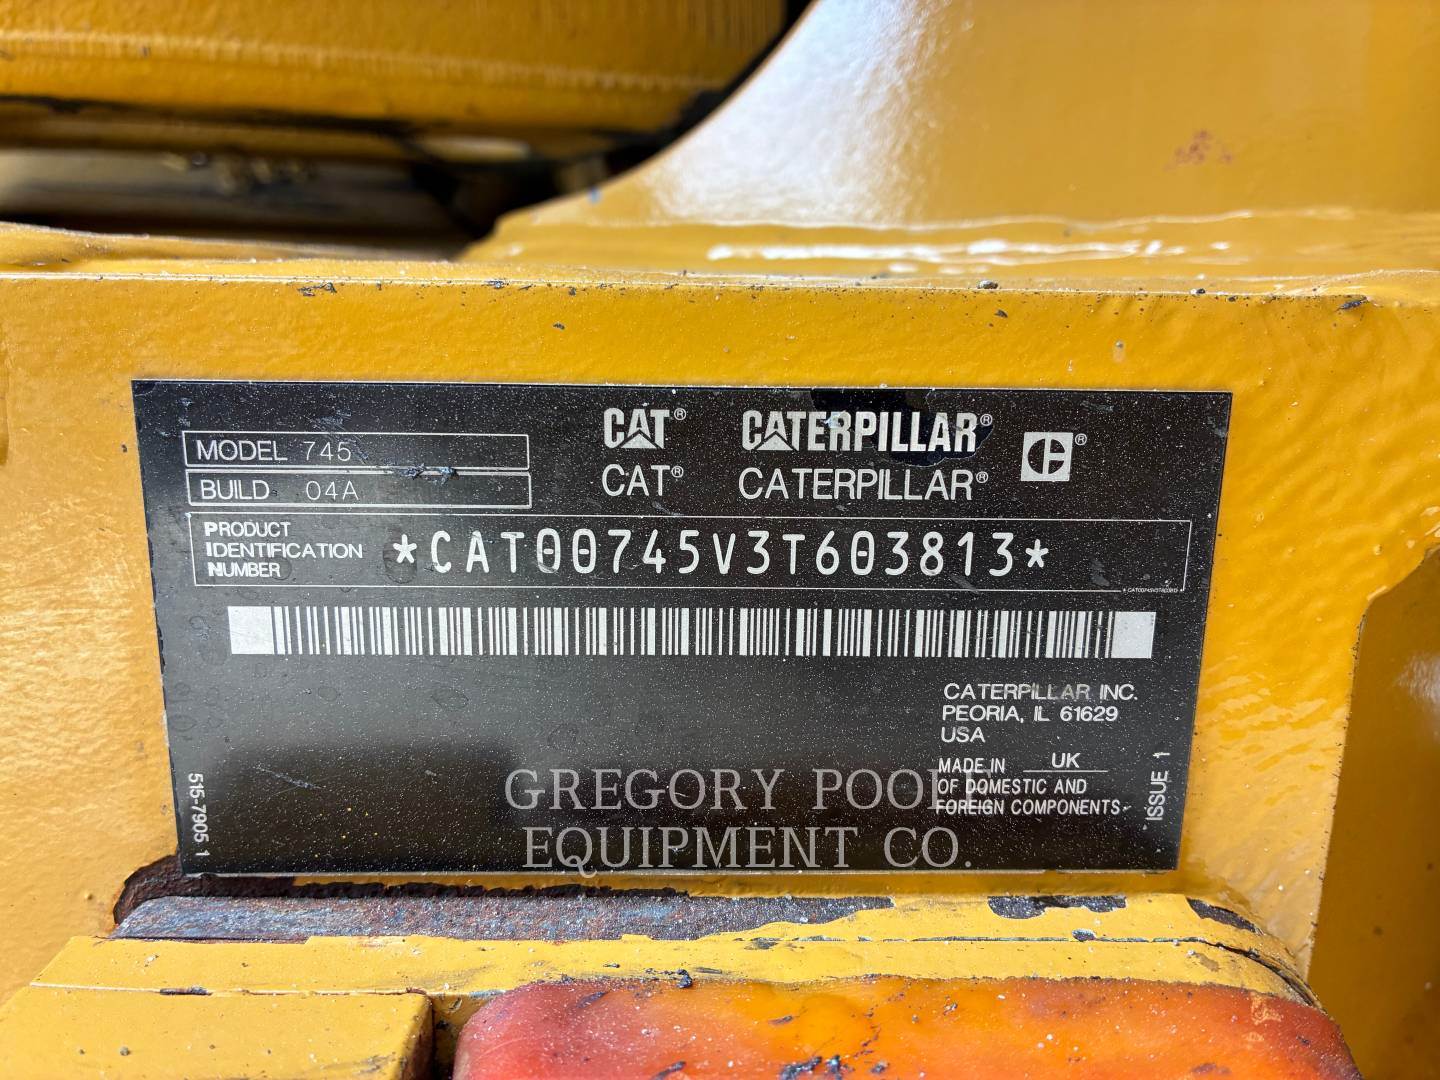 MODEL 745
BUILD 04A
CAT® CATERPILLAR® ®
CAT® CATERPILLAR®
PRODUCT
IDENTIFICATION
NUMBER
*CAT00745V3T603813*
CATERPILLAR INC.
PEORIA, IL 61629
USA
MADE IN UK
OF DOMESTIC AND
FOREIGN COMPONENTS
ISSUE 1
515-7905 1
GREGORY POOLE
EQUIPMENT CO.